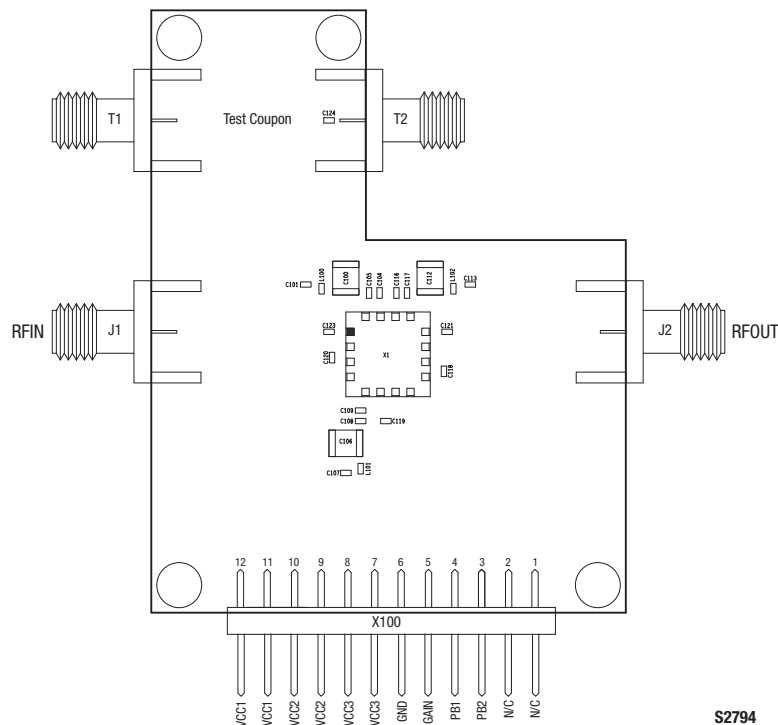 T1
Test Coupon
C124
T2
C101
L100
C100
C105
C104
C116
C117
C112
L102
C113
RFIN
J1
C123
C121
J2
RFOUT
C120
X1
C118
C109
C108
C119
C106
C107
L101
12 11 10 9 8 7 6 5 4 3 2 1
X100
VCC1
VCC1
VCC2
VCC2
VCC3
VCC3
GND
GAIN
PB1
PB2
N/C
N/C
S2794